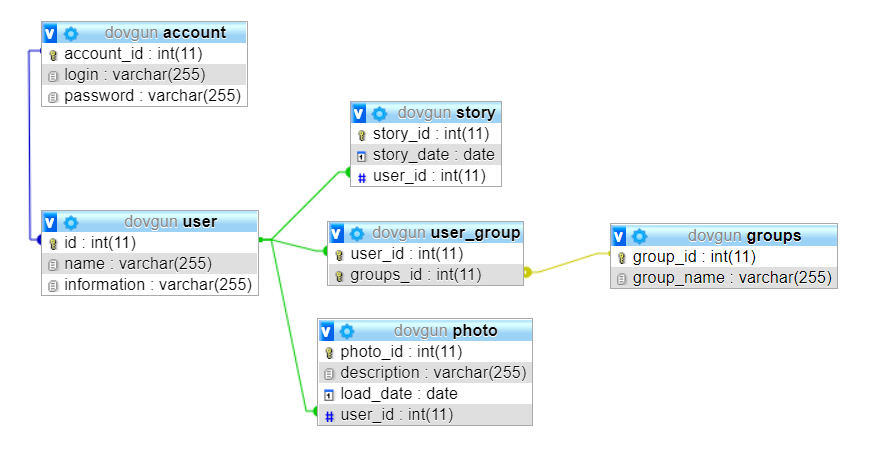 dovgun account
account_id : int(11)
login : varchar(255)
password : varchar(255)
dovgun user
id : int(11)
name : varchar(255)
information : varchar(255)
dovgun story
story_id : int(11)
story_date : date
user_id : int(11)
dovgun user_group
user_id : int(11)
groups_id : int(11)
dovgun groups
group_id : int(11)
group_name : varchar(255)
dovgun photo
photo_id : int(11)
description : varchar(255)
load_date : date
user_id : int(11)